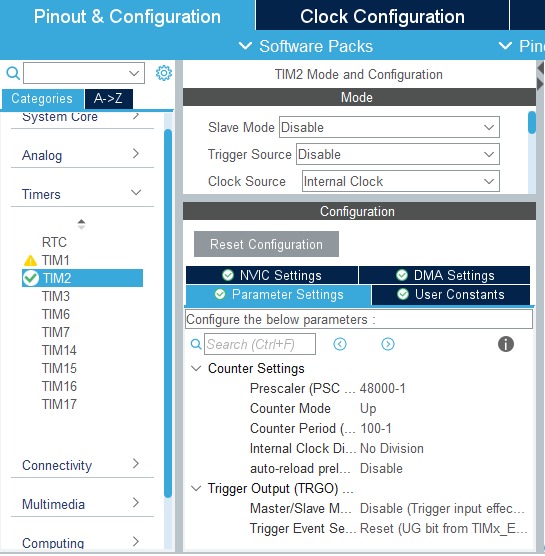 Pinout & Configuration
Clock Configuration
Software Packs
Pin
Categories
A->Z
System Core
Analog
Timers
RTC
TIM1
TIM2
TIM3
TIM6
TIM7
TIM14
TIM15
TIM16
TIM17
Connectivity
Multimedia
Computing
TIM2 Mode and Configuration
Mode
Slave Mode Disable
Trigger Source Disable
Clock Source Internal Clock
Configuration
Reset Configuration
NVIC Settings
DMA Settings
Parameter Settings
User Constants
Configure the below parameters :
Search (Ctrl+F)
Counter Settings
Prescaler (PSC ... 48000-1
Counter Mode Up
Counter Period (... 100-1
Internal Clock Di... No Division
auto-reload prel... Disable
Trigger Output (TRGO) ...
Master/Slave M... Disable (Trigger input effec...
Trigger Event Se... Reset (UG bit from TIMx_E...